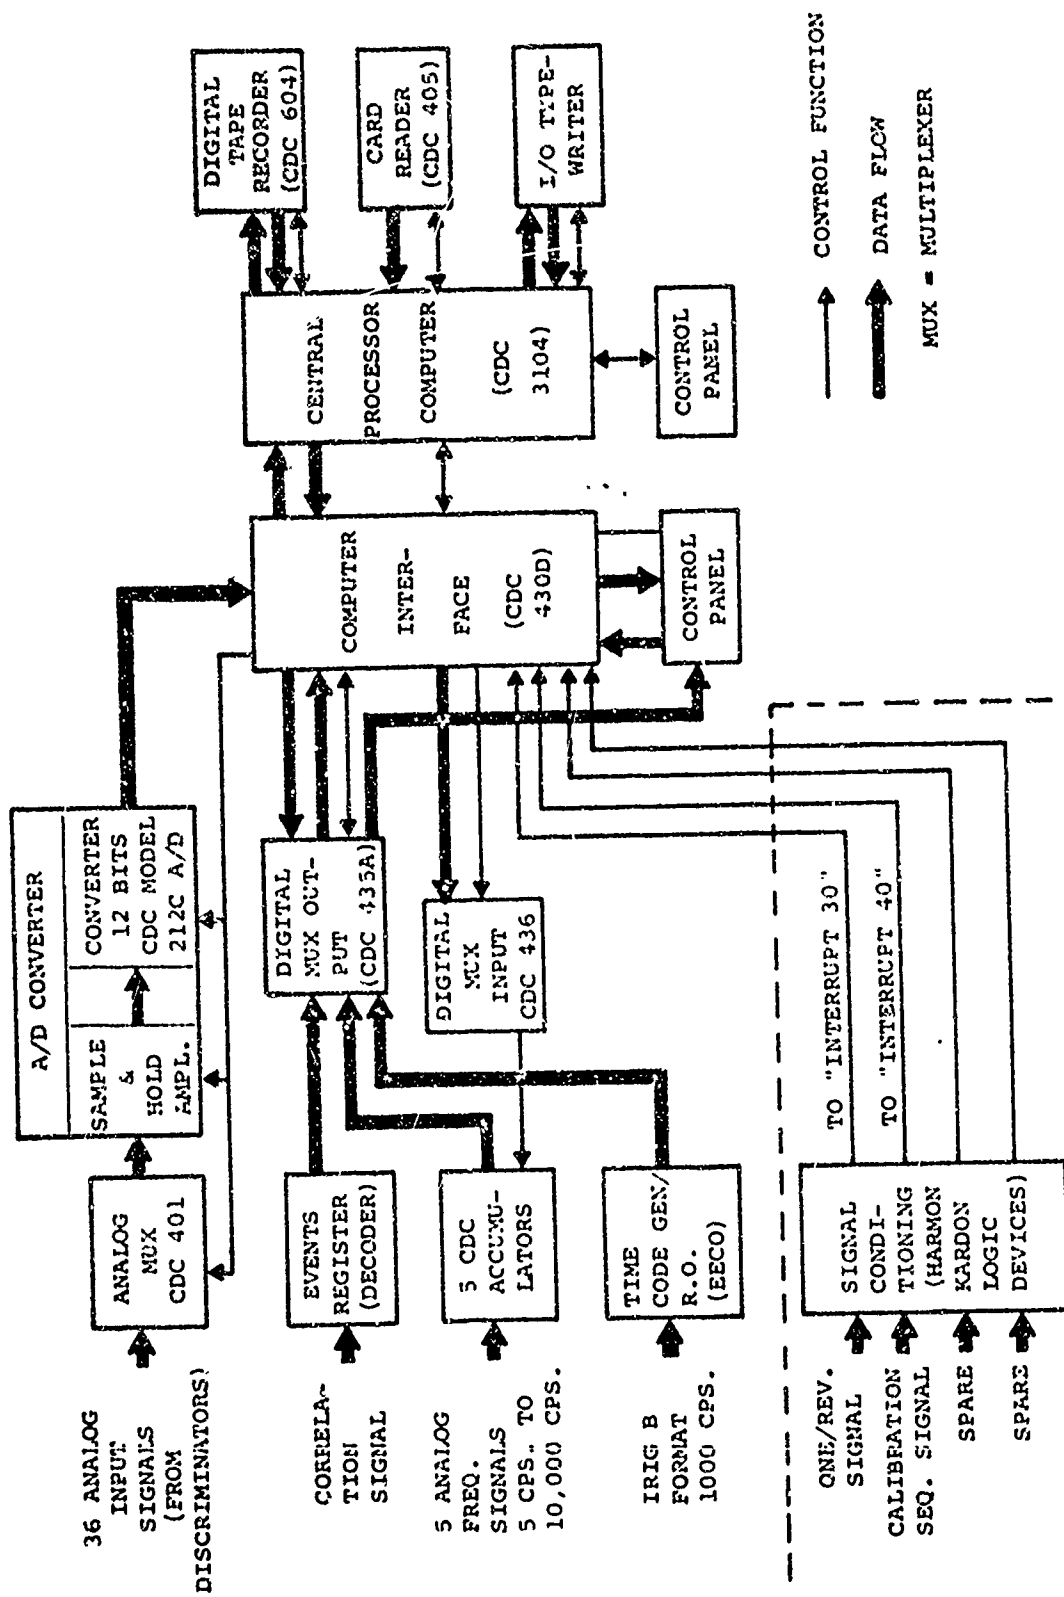 36 ANALOG
INPUT
SIGNALS
(FROM
DISCRIMINATORS)
ANALOG
MUX
CDC 401
A/D CONVERTER
SAMPLE
&
HOLD
AMPL.
CONVERTER
12 BITS
CDC MODEL
212C A/D
CORRELA-
TION
SIGNAL
EVENTS
REGISTER
(DECODER)
5 ANALOG
FREQ.
SIGNALS
5 CPS. TO
10,000 CPS.
5 CDC
ACCUMU-
LATORS
IRIG B
FORMAT
1000 CPS.
TIME
CODE GEN/
R.O.
(EECO)
DIGITAL
MUX OUT-
PUT
(CDC 435A)
DIGITAL
MUX
INPUT
CDC 436
COMPUTER
INTER-
FACE
(CDC
430D)
CONTROL
PANEL
CENTRAL
PROCESSOR
COMPUTER
(CDC
3104)
CONTROL
PANEL
DIGITAL
TAPE
RECORDER
(CDC 604)
CARD
READER
(CDC 405)
I/O TYPE-
WRITER
ONE/REV.
SIGNAL
CALIBRATION
SEQ. SIGNAL
SPARE
SPARE
SIGNAL
CONDI-
TIONING
(HARMON
KARDON
LOGIC
DEVICES)
TO "INTERRUPT 30"
TO "INTERRUPT 40"
CONTROL FUNCTION
DATA FLOW
MUX = MULTIPLEXER